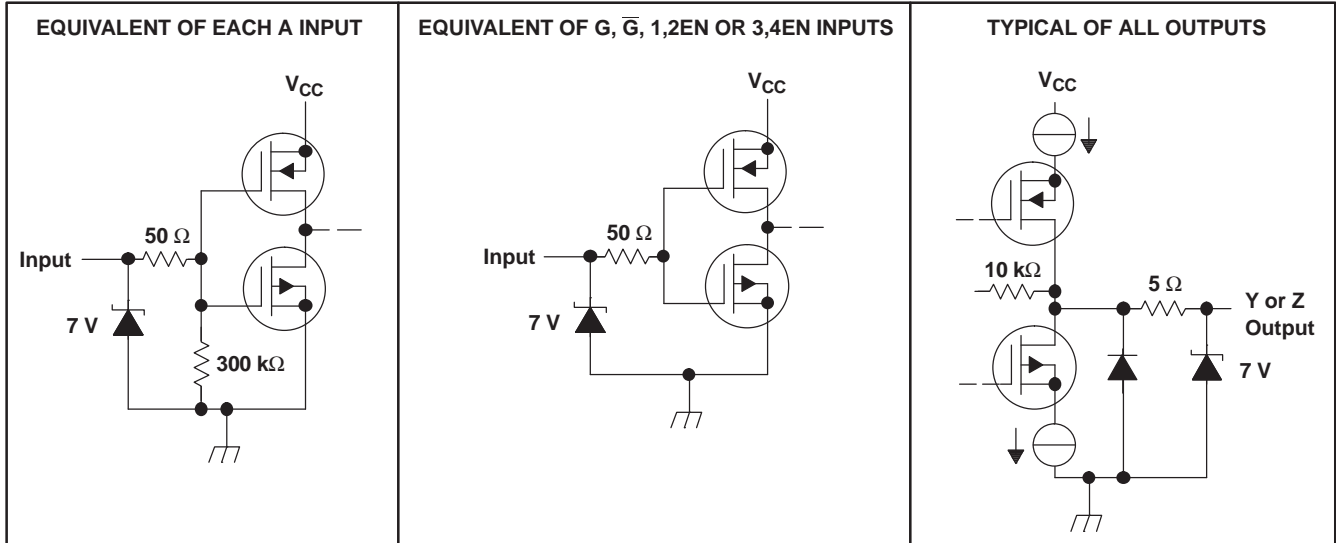 EQUIVALENT OF EACH A INPUT
VCC
50 Ω
Input
7 V
300 kΩ
EQUIVALENT OF G, G̅, 1,2EN OR 3,4EN INPUTS
VCC
50 Ω
Input
7 V
TYPICAL OF ALL OUTPUTS
VCC
10 kΩ
5 Ω
Y or Z
Output
7 V